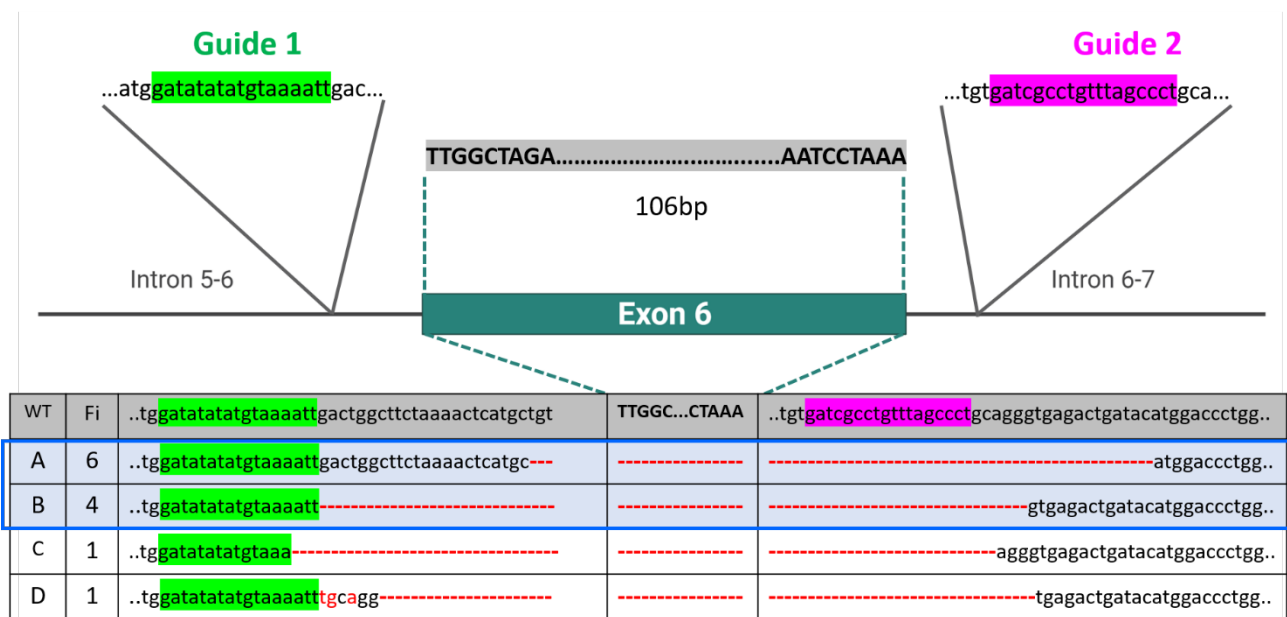 Guide 1
Guide 2
...atggatatatatgtaaaattgac...
...tgtgatcgcctgtttagccctgca...
TTGGCTAGA..............................AATCCTAAA
106bp
Intron 5-6
Intron 6-7
Exon 6
WT Fi ..tggatatatatgtaaaattgactggcttctaaaactcatgctgt TTGGC...CTAAA ..tgtgatcgcctgtttagccctgcagggtgagactgatacatggaccctgg..
A 6 ..tggatatatatgtaaaattgactggcttctaaaactcatgc--- ---------------- -------------------------------------------------atggaccctgg..
B 4 ..tggatatatatgtaaaatt------------------------------ ---------------- ---------------------------------gtgagactgatacatggaccctgg..
C 1 ..tggatatatatgtaaa---------------------------------- ---------------- -----------------------------agggtgagactgatacatggaccctgg..
D 1 ..tggatatatatgtaaaatttgcagg---------------------- ---------------- ----------------------------------tgagactgatacatggaccctgg..